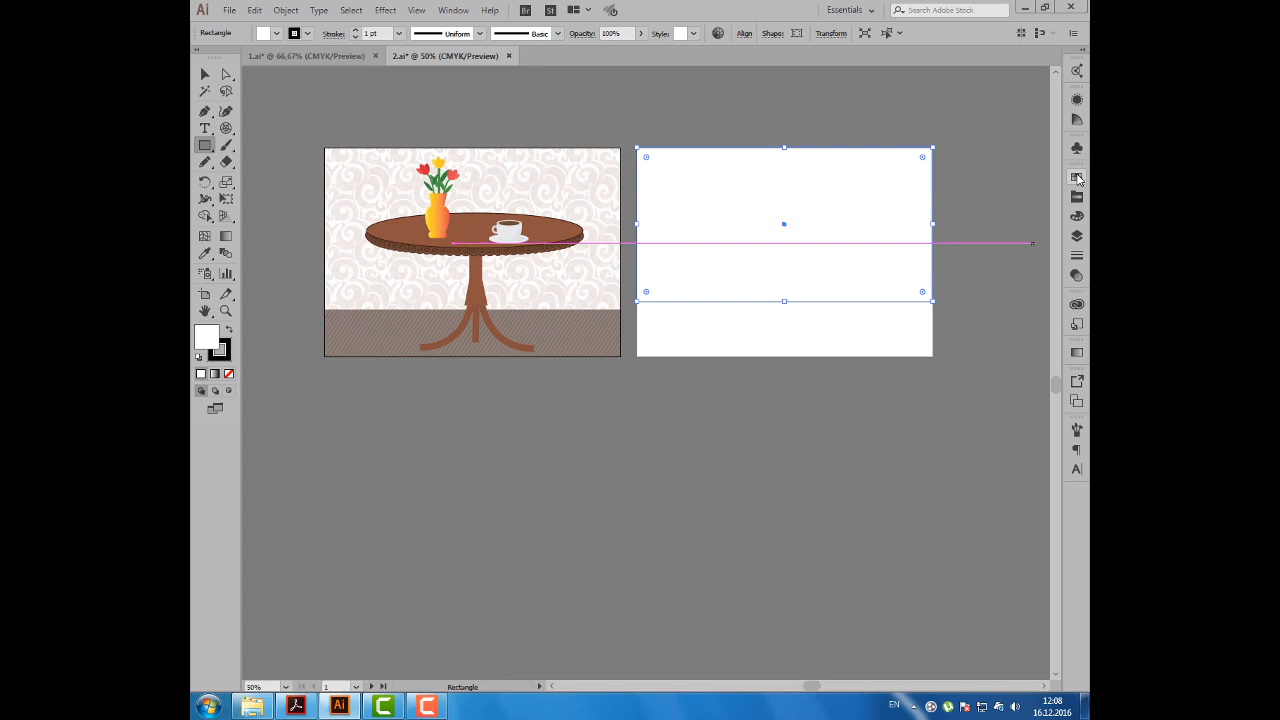 Ai File Edit Object Type Select Effect View Window Help Br St Essentials Search Adobe Stock
Rectangle Stroke: 1 pt Uniform Basic Opacity: 100% Style: Align Shape: Transform
1.ai* @ 66,67% (CMYK/Preview) 2.ai* @ 50% (CMYK/Preview)
50% 1 Rectangle
Ai EN 12:08
16.12.2016